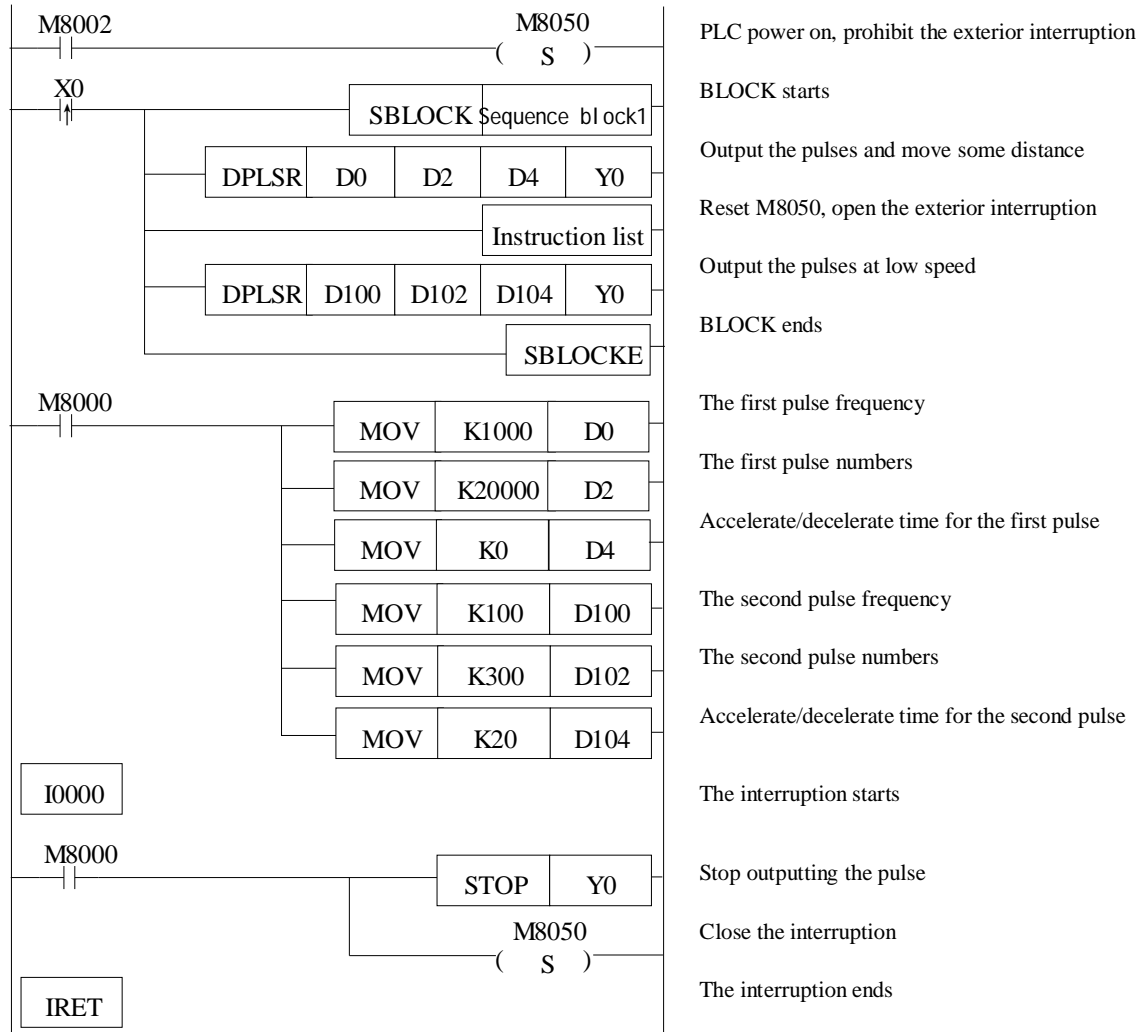 M8002
M8050
( S )
PLC power on, prohibit the exterior interruption
X0
SBLOCK Sequence block1
BLOCK starts
DPLSR D0 D2 D4 Y0
Output the pulses and move some distance
Instruction list
Reset M8050, open the exterior interruption
DPLSR D100 D102 D104 Y0
Output the pulses at low speed
SBLOCKE
BLOCK ends
M8000
MOV K1000 D0
The first pulse frequency
MOV K20000 D2
The first pulse numbers
MOV K0 D4
Accelerate/decelerate time for the first pulse
MOV K100 D100
The second pulse frequency
MOV K300 D102
The second pulse numbers
MOV K20 D104
Accelerate/decelerate time for the second pulse
I0000
The interruption starts
M8000
STOP Y0
Stop outputting the pulse
M8050
( S )
Close the interruption
IRET
The interruption ends